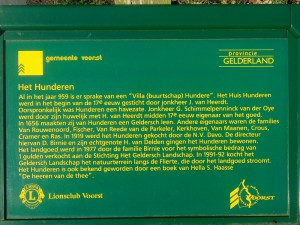 gemeente voorst
provincie
GELDERLAND
Het Hunderen
Al in het jaar 959 is er sprake van een "Villa (buurtschap) Hundere". Het Huis Hunderen
werd in het begin van de 17e eeuw gesticht door jonkheer J. van Heerdt.
Oorspronkelijk was Hunderen een havezate. Jonkheer G. Schimmelpenninck van der Oye
werd door zijn huwelijk met H. van Heerdt midden 17e eeuw eigenaar van het goed.
In 1656 maakten zij van Hunderen een Geldersch leen. Andere eigenaars waren de families
Van Rouwenoord, Fischer, Van Reede van de Parkeler, Kerkhoven, Van Maanen, Crous,
Cramer en Rse. In 1919 werd het Hunderen gekocht door de N.V. Davo. De directeur
hiervan D. Birnie en zijn echtgenote H. van Delden gingen het Hunderen bewonen.
Het landgoed werd in 1977 door de familie Birnie voor het symbolische bedrag van
1 gulden verkocht aan de Stichting Het Geldersch Landschap. In 1991-92 kocht het
Geldersch Landschap het natuurterrein langs de Fliert, die door het landgoed stroomt.
Het Hunderen is ook bekend geworden door een boek van Hella S. Haasse
"De heeren van de thee".
Lionsclub Voorst
VOORST